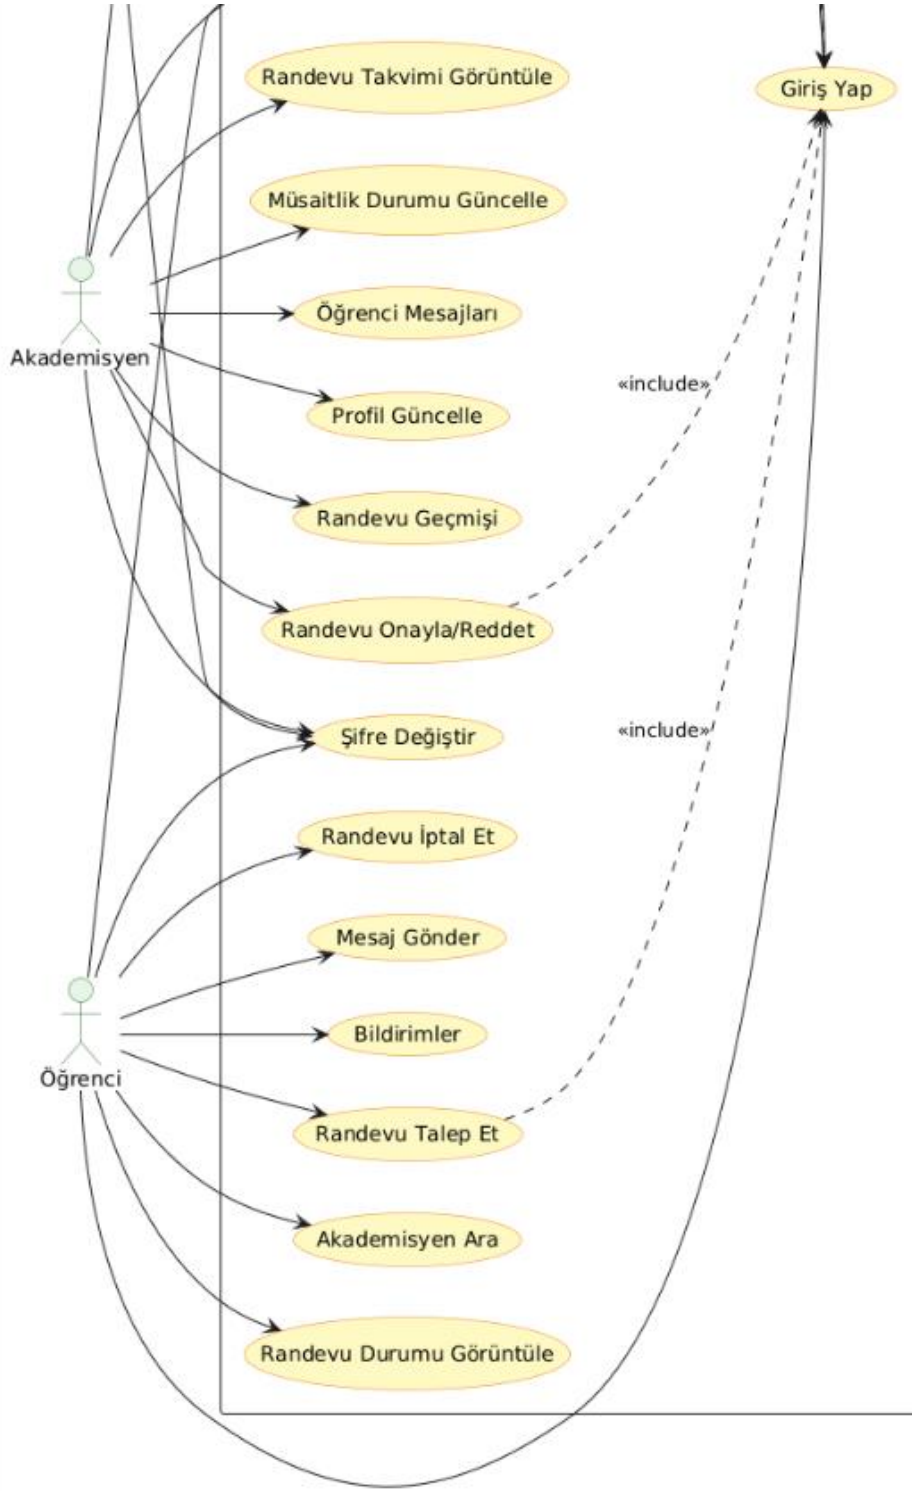 Randevu Takvimi Görüntüle
Giriş Yap
Müsaitlik Durumu Güncelle
Öğrenci Mesajları
Akademisyen
«include»
Profil Güncelle
Randevu Geçmişi
Randevu Onayla/Reddet
«include»
Şifre Değiştir
Randevu İptal Et
Mesaj Gönder
Bildirimler
Öğrenci
Randevu Talep Et
Akademisyen Ara
Randevu Durumu Görüntüle